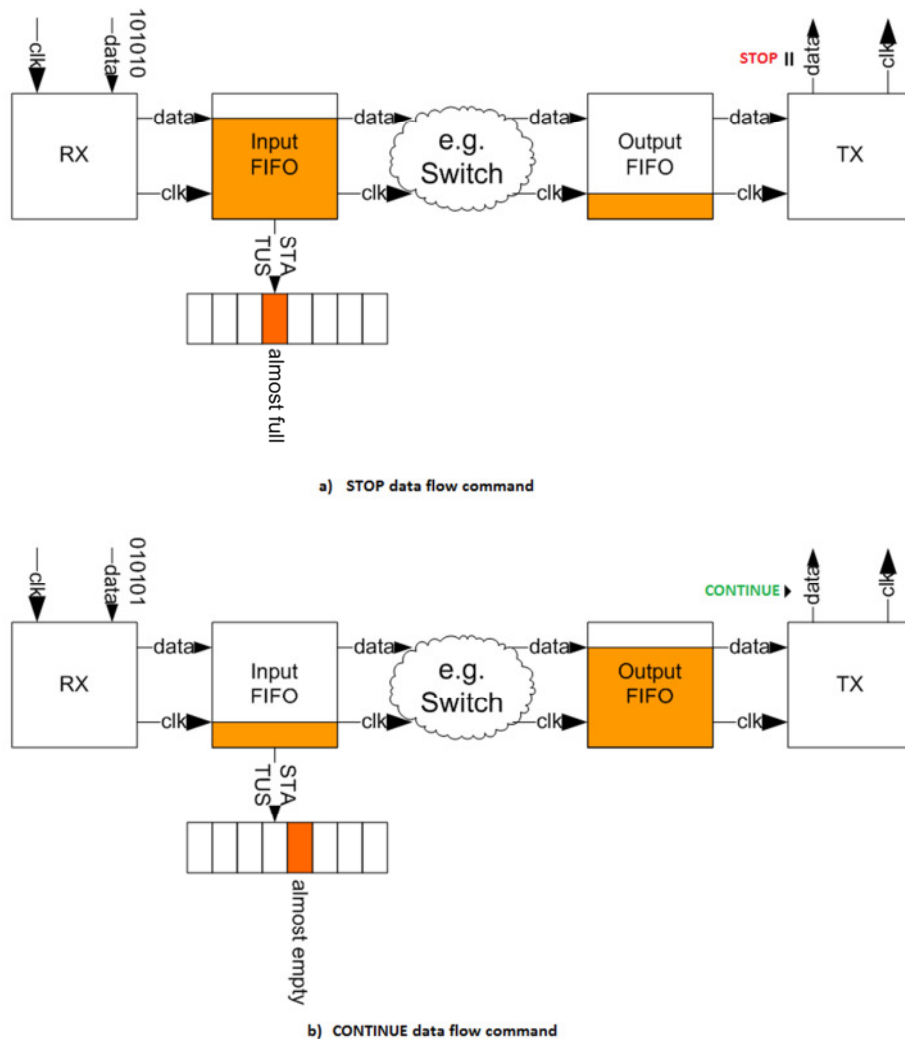 clk
data
101010
STOP
data
clk
RX
data
clk
Input
FIFO
data
clk
e.g.
Switch
data
clk
Output
FIFO
data
clk
TX
STA
TUS
almost full
a) STOP data flow command
clk
data
010101
CONTINUE
data
clk
RX
data
clk
Input
FIFO
data
clk
e.g.
Switch
data
clk
Output
FIFO
data
clk
TX
STA
TUS
almost empty
b) CONTINUE data flow command